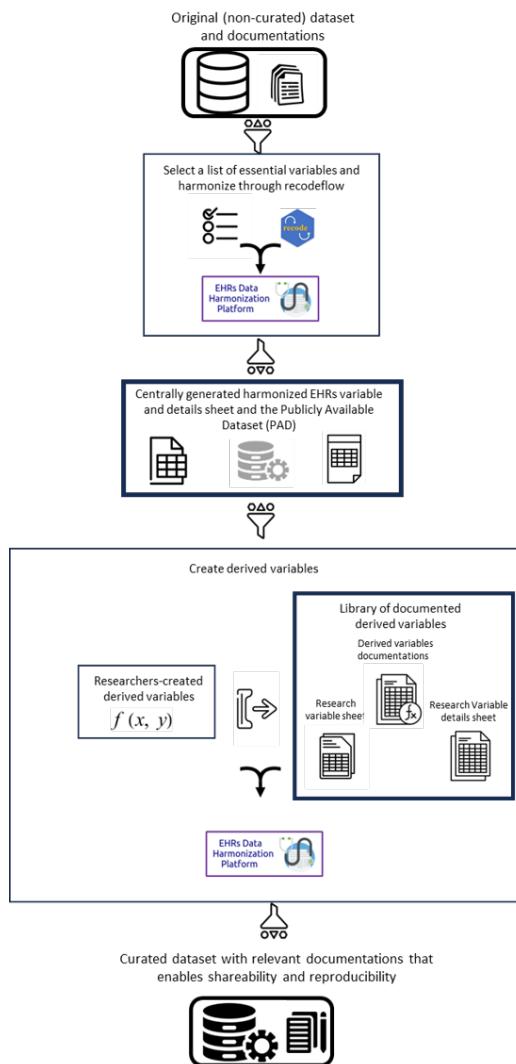 Original (non-curated) dataset
and documentations
Select a list of essential variables and
harmonize through recodeflow
recode
EHRs Data
Harmonization
Platform
Centrally generated harmonized EHRs variable
and details sheet and the Publicly Available
Dataset (PAD)
Create derived variables
Library of documented
derived variables
Derived variables
documentations
Researchers-created
derived variables
f (x, y)
Research
variable sheet
Research Variable
details sheet
fx
EHRs Data
Harmonization
Platform
Curated dataset with relevant documentations that
enables shareability and reproducibility